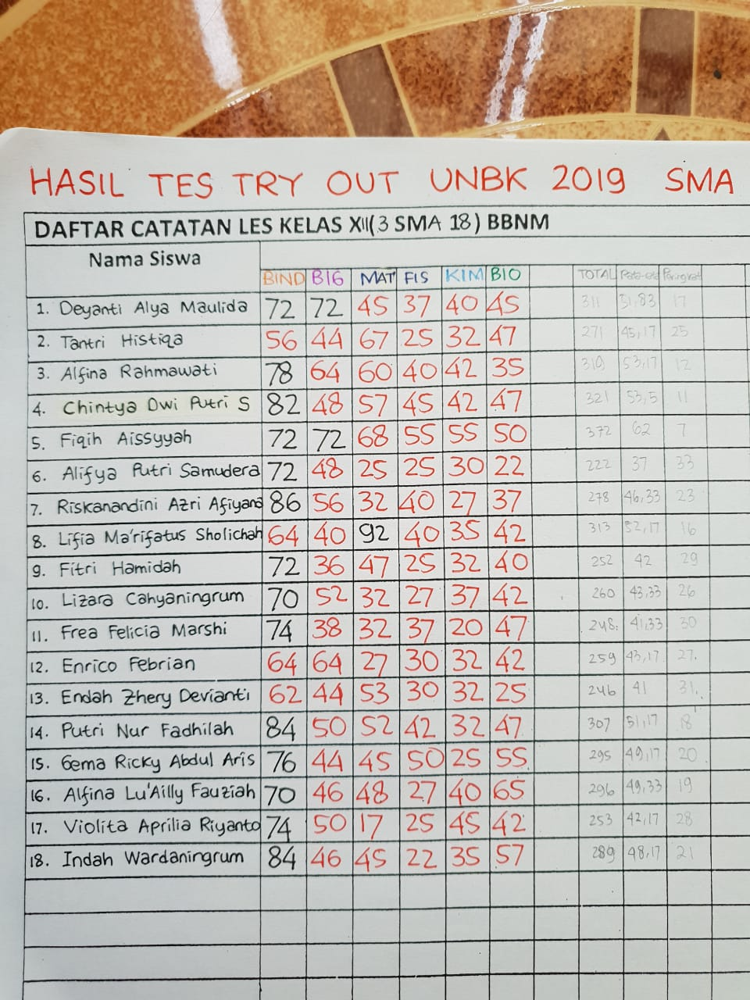 HASIL TES TRY OUT UNBK 2019 SMA
DAFTAR CATATAN LES KELAS XII(3 SMA 18) BBNM
Nama Siswa
BIND BIG MAT FIS KIM BIO TOTAL Rata-rata Peringkat
1. Deyanti Alya Maulida 72 72 45 37 40 45 311 51,83 17
2. Tantri Histiqa 56 44 67 25 32 47 271 45,17 25
3. Alfina Rahmawati 78 64 60 40 42 35 319 53,17 12
4. Chintya Dwi Putri S 82 48 57 45 42 47 321 53,5 11
5. Fiqih Aissyyah 72 72 68 55 55 50 372 62 7
6. Alifya Putri Samudera 72 48 25 25 30 22 222 37 33
7. Riskanandini Azri Afiyana 86 56 32 40 27 37 278 46,33 23
8. Lifia Ma'rifatus Sholichah 64 40 92 40 35 42 313 52,17 16
9. Fitri Hamidah 72 36 47 25 32 40 252 42 29
10. Lizara Cahyaningrum 70 52 32 27 37 42 260 43,33 26
11. Frea Felicia Marshi 74 38 32 37 20 47 248 41,33 30
12. Enrico Febrian 64 64 27 30 32 42 259 43,17 27
13. Endah Zhery Devianti 62 44 53 30 32 25 246 41 31
14. Putri Nur Fadhilah 84 50 52 42 32 47 307 51,17 18
15. Gema Ricky Abdul Aris 76 44 45 50 25 55 295 49,17 20
16. Alfina Lu'Ailly Fauziah 70 46 48 27 40 65 296 49,33 19
17. Violita Aprilia Riyanto 74 50 17 25 45 42 253 42,17 28
18. Indah Wardaningrum 84 46 45 22 35 57 289 48,17 21